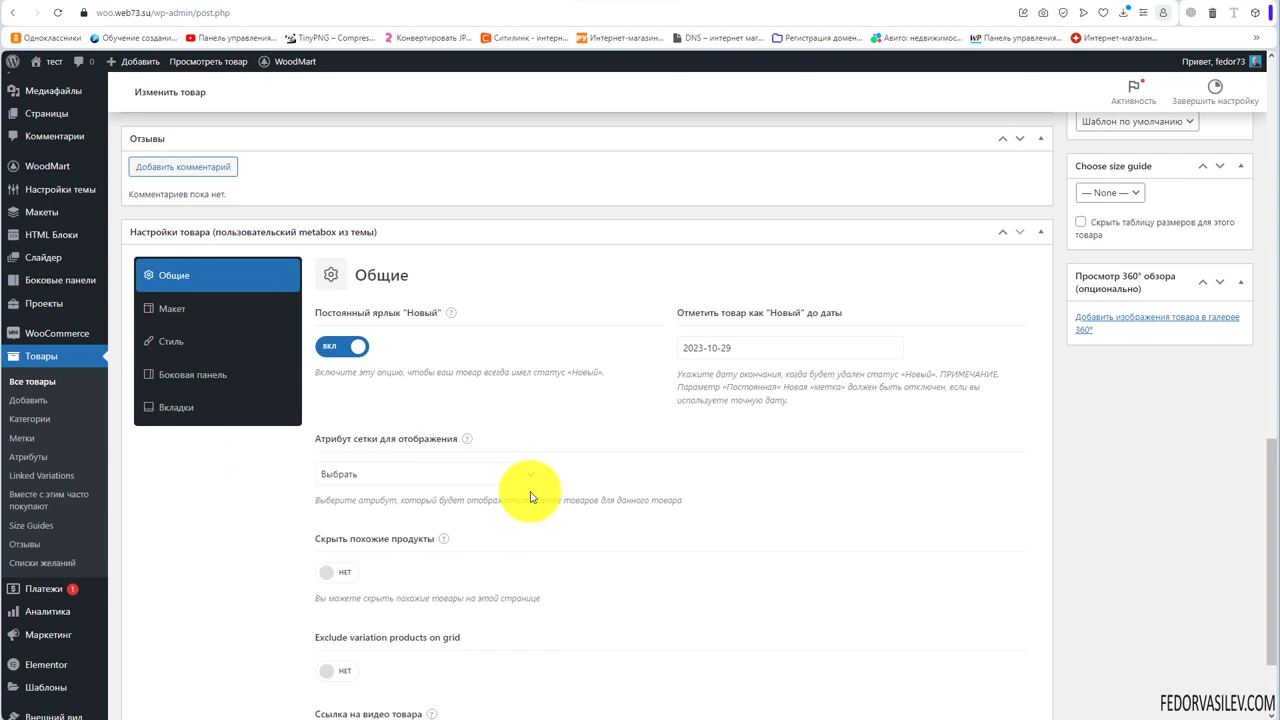 woo.web73.su/wp-admin/post.php
Одноклассники
Обучение создани...
Панель управления...
TinyPNG – Compres...
Конвертировать JP...
Ситилинк - интерн...
Интернет-магазин...
DNS – интернет маг...
Регистрация домен...
Авито: недвижимос...
Панель управления...
Интернет-магазин...
тест
0
Добавить
Просмотреть товар
WoodMart
Привет, fedor73
Медиафайлы
Страницы
Комментарии
WoodMart
Настройки темы
Макеты
HTML Блоки
Слайдер
Боковые панели
Проекты
WooCommerce
Товары
Все товары
Добавить
Категории
Метки
Атрибуты
Linked Variations
Вместе с этим часто
покупают
Size Guides
Отзывы
Списки желаний
Платежи 1
Аналитика
Маркетинг
Elementor
Шаблоны
Внешний вид
Изменить товар
Активность
Завершить настройку
Отзывы
Добавить комментарий
Комментариев пока нет.
Настройки товара (пользовательский metabox из темы)
Общие
Макет
Стиль
Боковая панель
Вкладки
Общие
Постоянный ярлык "Новый"
ВКЛ
Включите эту опцию, чтобы ваш товар всегда имел статус «Новый».
Отметить товар как "Новый" до даты
2023-10-29
Укажите дату окончания, когда будет удален статус «Новый». ПРИМЕЧАНИЕ.
Параметр «Постоянная« Новая »метка» должен быть отключен, если вы
используете точную дату.
Атрибут сетки для отображения
Выбрать
Выберите атрибут, который будет отображаться в сетке товаров для данного товара
Скрыть похожие продукты
НЕТ
Вы можете скрыть похожие товары на этой странице
Exclude variation products on grid
НЕТ
Ссылка на видео товара
Шаблон по умолчанию
Choose size guide
— None —
Скрыть таблицу размеров для этого
товара
Просмотр 360° обзора
(опционально)
Добавить изображения товара в галерее
360°
FEDORVASILEV.COM